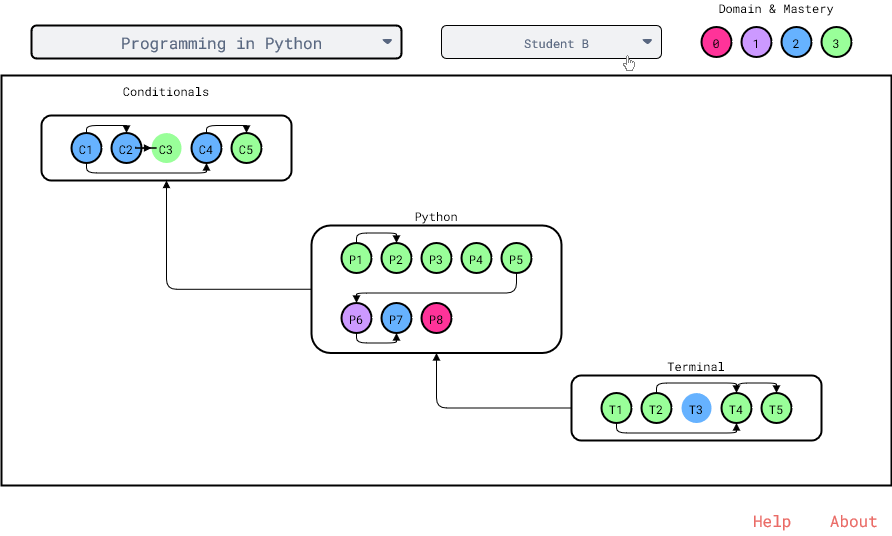 Domain & Mastery
Programming in Python
Student B
0 1 2 3
Conditionals
C1 C2 C3 C4 C5
Python
P1 P2 P3 P4 P5
P6 P7 P8
Terminal
T1 T2 T3 T4 T5
Help About